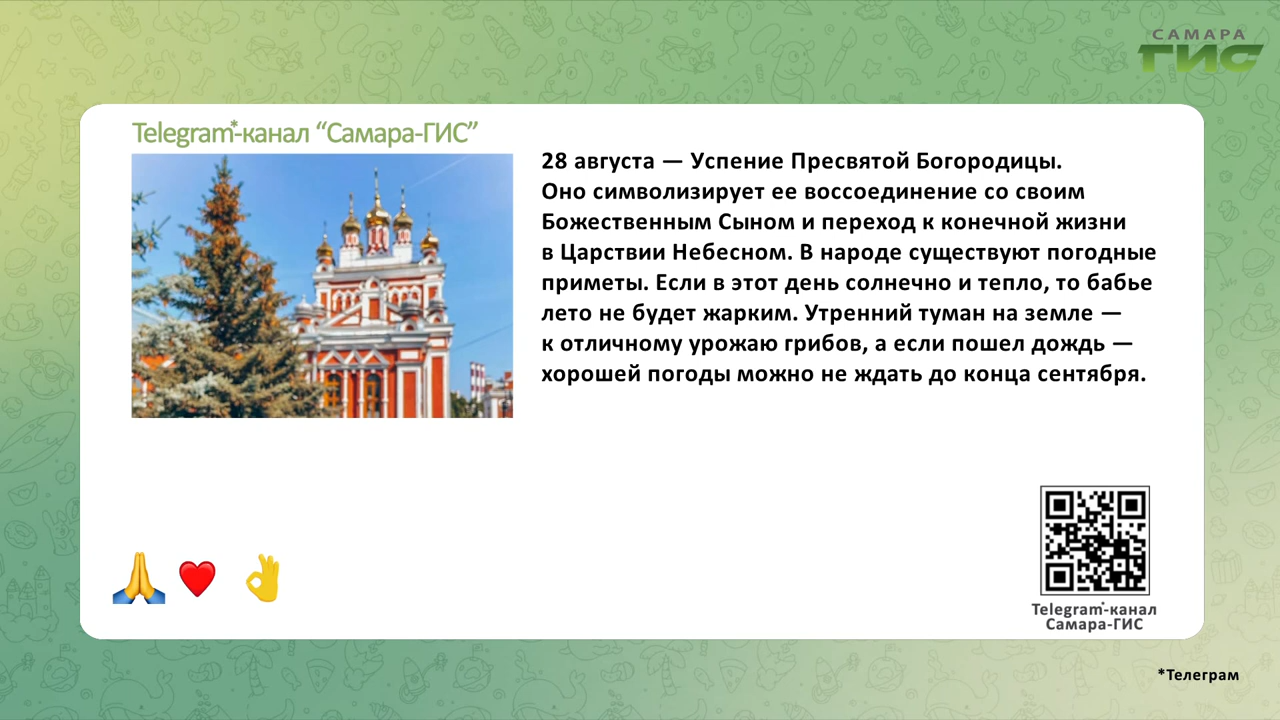 САМАРА
ГИС
Telegram*-канал “Самара-ГИС”
28 августа — Успение Пресвятой Богородицы.
Оно символизирует ее воссоединение со своим
Божественным Сыном и переход к конечной жизни
в Царствии Небесном. В народе существуют погодные
приметы. Если в этот день солнечно и тепло, то бабье
лето не будет жарким. Утренний туман на земле —
к отличному урожаю грибов, а если пошел дождь —
хорошей погоды можно не ждать до конца сентября.
Telegram*-канал
Самара-ГИС
*Телеграм